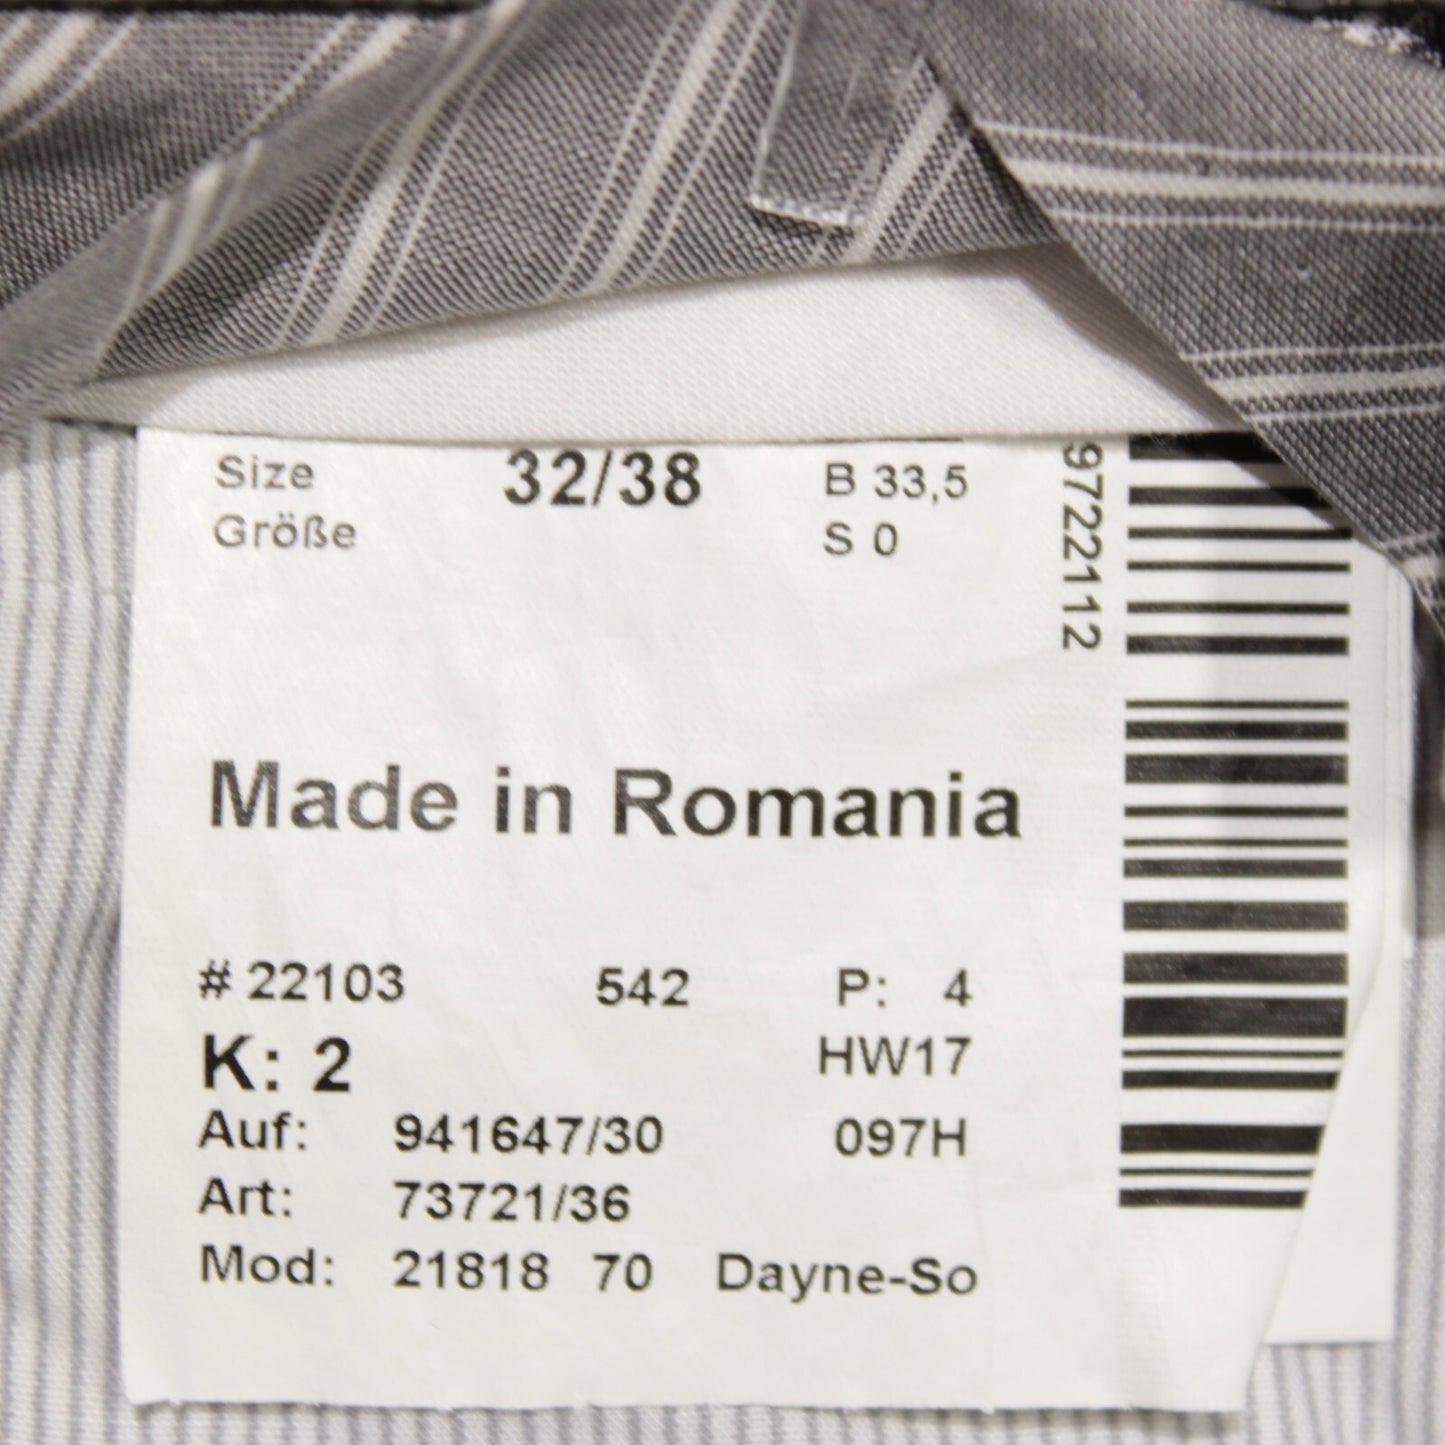 Size 32/38 B 33,5
Größe S 0
Made in Romania
# 22103 542 P: 4
K: 2 HW17
Auf: 941647/30 097H
Art: 73721/36
Mod: 21818 70 Dayne-So
9722112